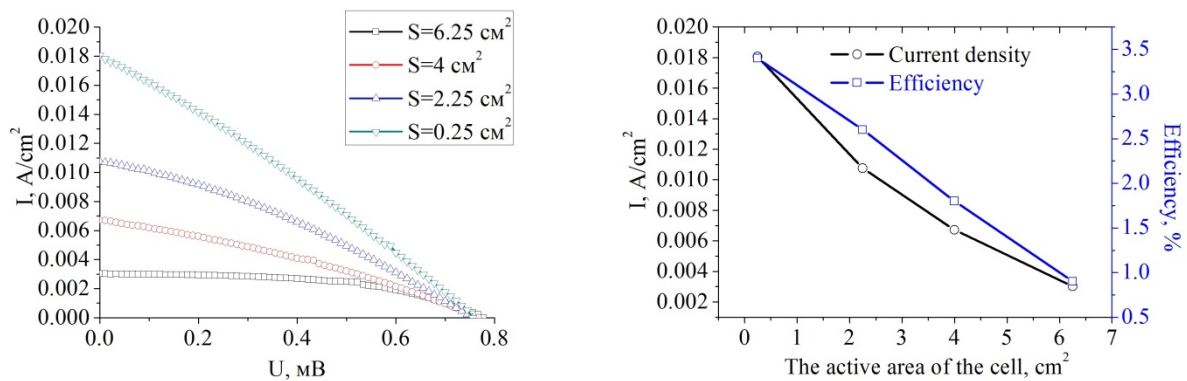 0.020
0.018
0.016
0.014
0.012
0.010
0.008
0.006
0.004
0.002
0.000
I, A/cm²
0.0 0.2 0.4 0.6 0.8
U, мВ
S=6.25 см²
S=4 см²
S=2.25 см²
S=0.25 см²
0.020
0.018
0.016
0.014
0.012
0.010
0.008
0.006
0.004
0.002
I, A/cm²
Current density
Efficiency
3.5
3.0
2.5
2.0
1.5
1.0
0.5
Efficiency, %
0 1 2 3 4 5 6 7
The active area of the cell, cm²